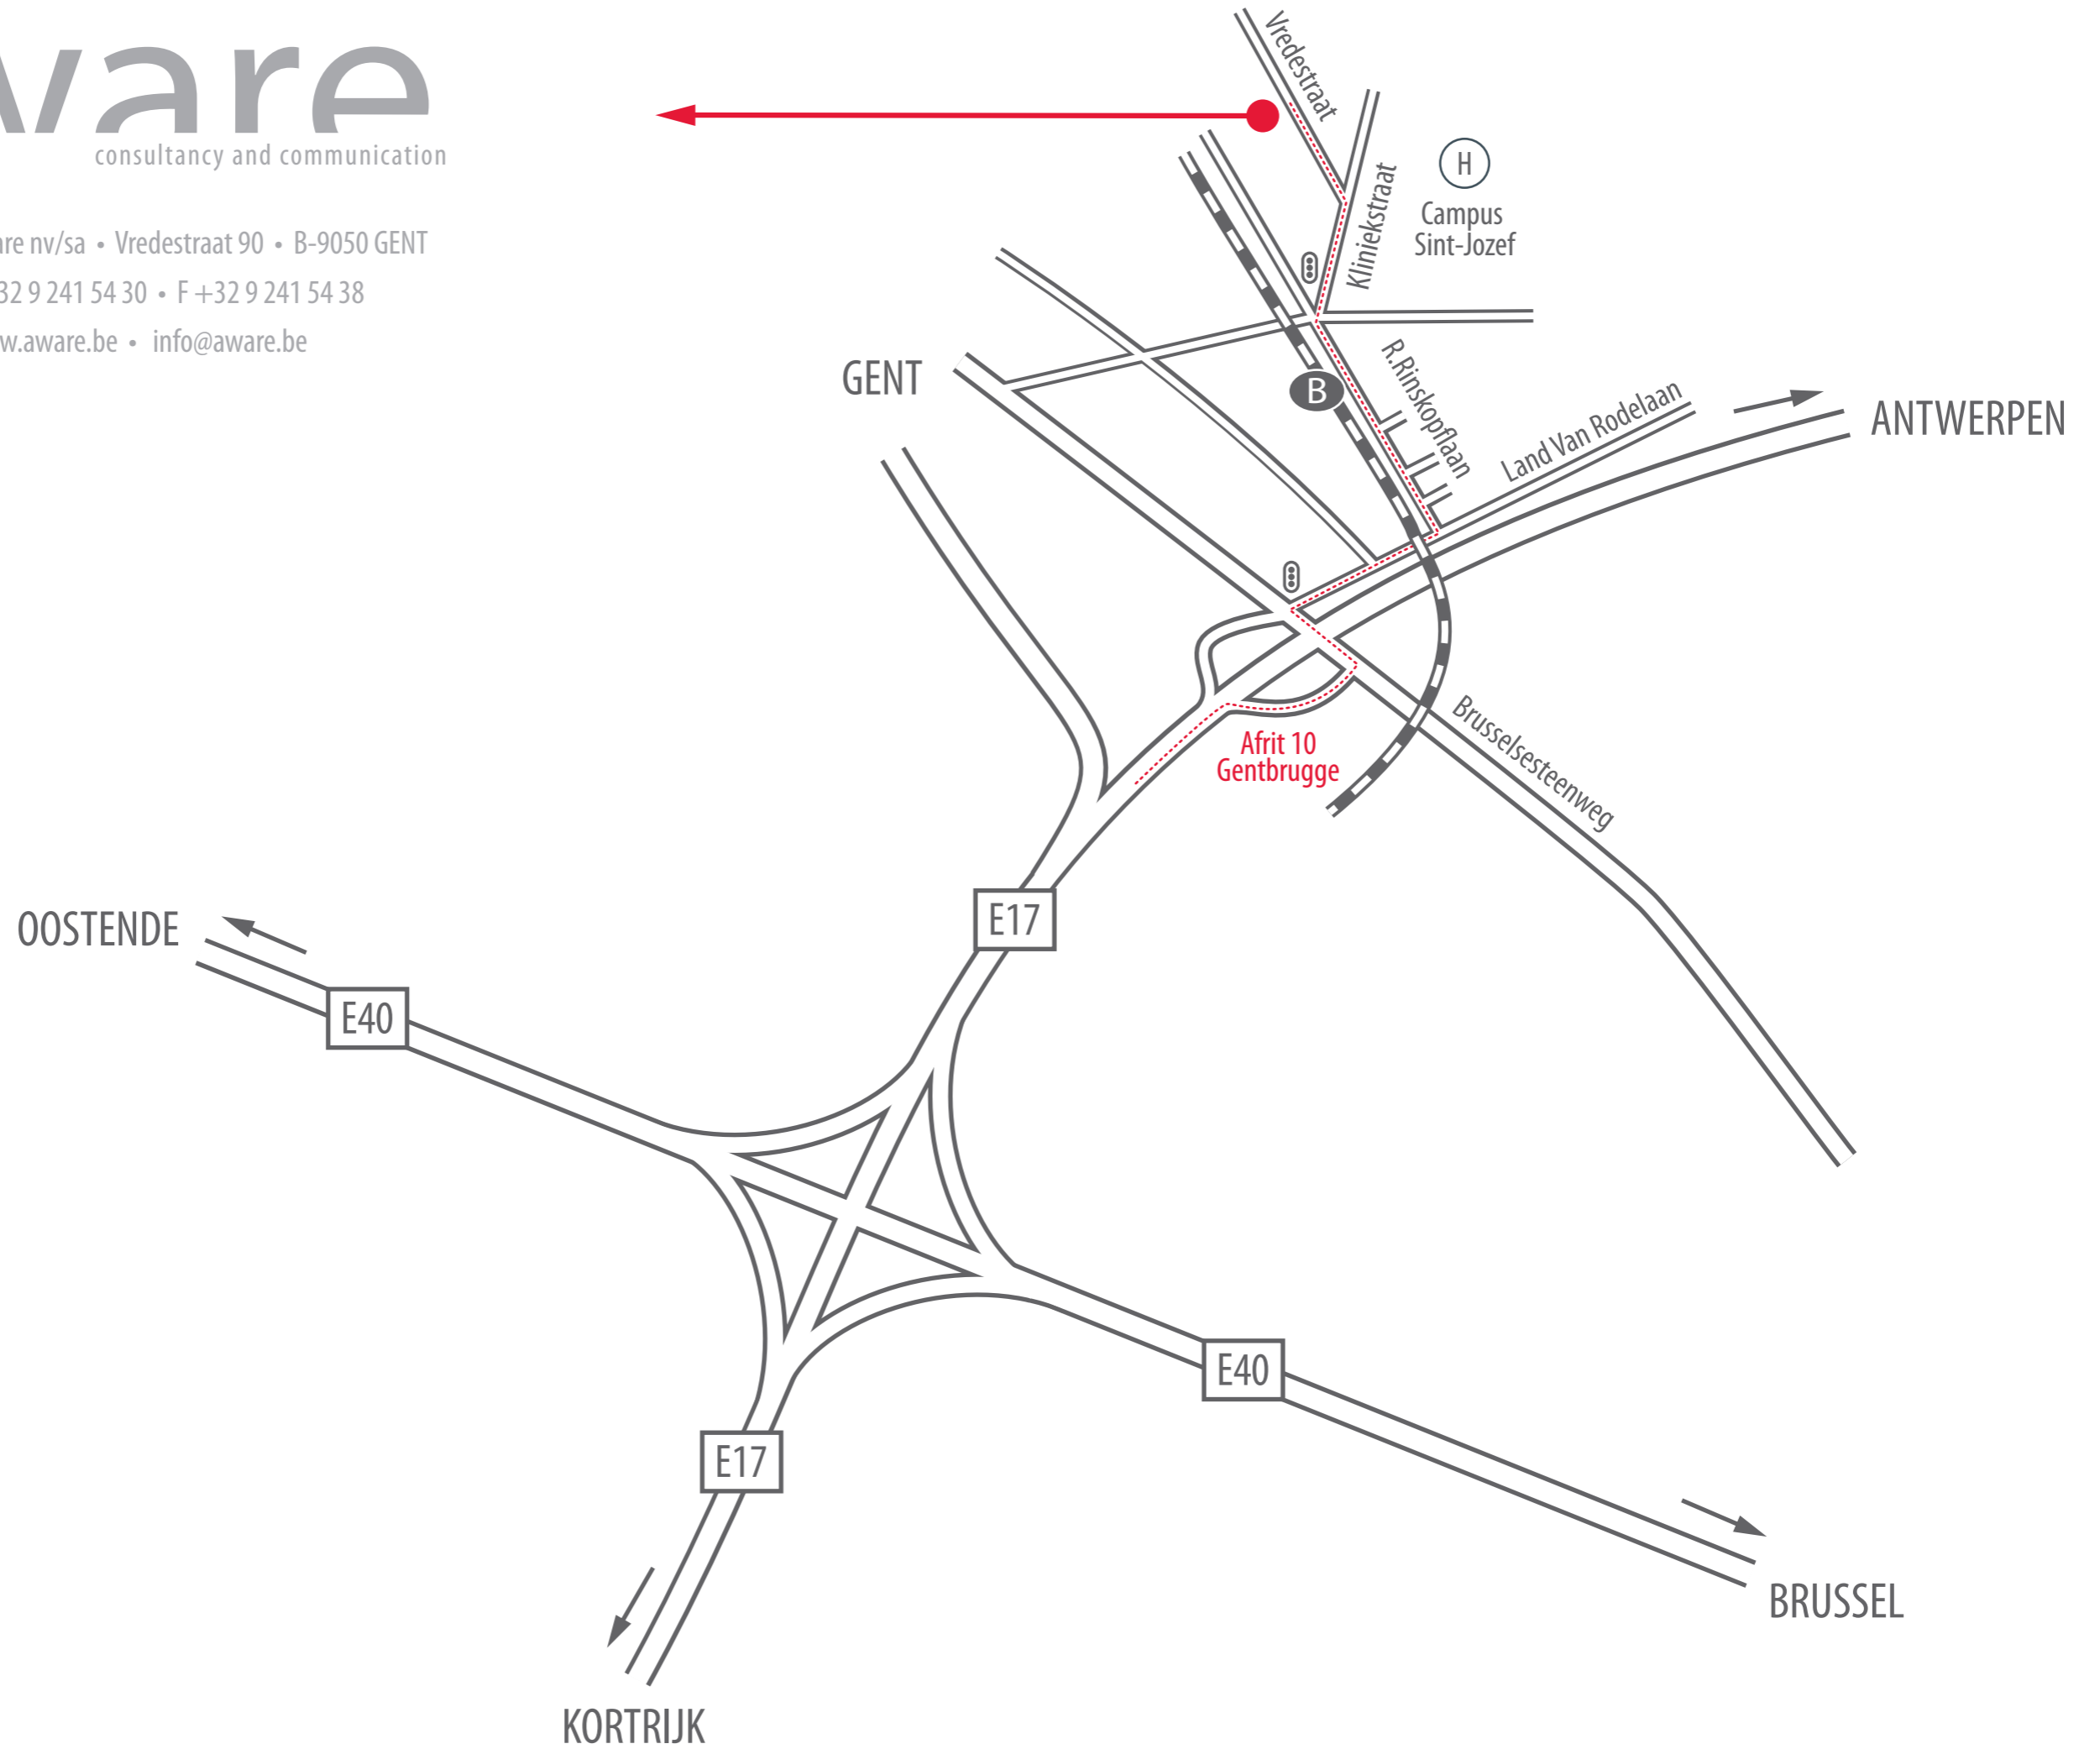 ware
consultancy and communication
are nv/sa • Vredestraat 90 • B-9050 GENT
32 9 241 54 30 • F +32 9 241 54 38
w.aware.be • info@aware.be
Vredestraat
H
Campus
Sint-Jozef
Kliniekstraat
GENT
B
R.Rinskopflaan
Land Van Rodelaan
ANTWERPEN
Afrit 10
Gentbrugge
Brusselsesteenweg
E17
OOSTENDE
E40
E40
E17
BRUSSEL
KORTRIJK